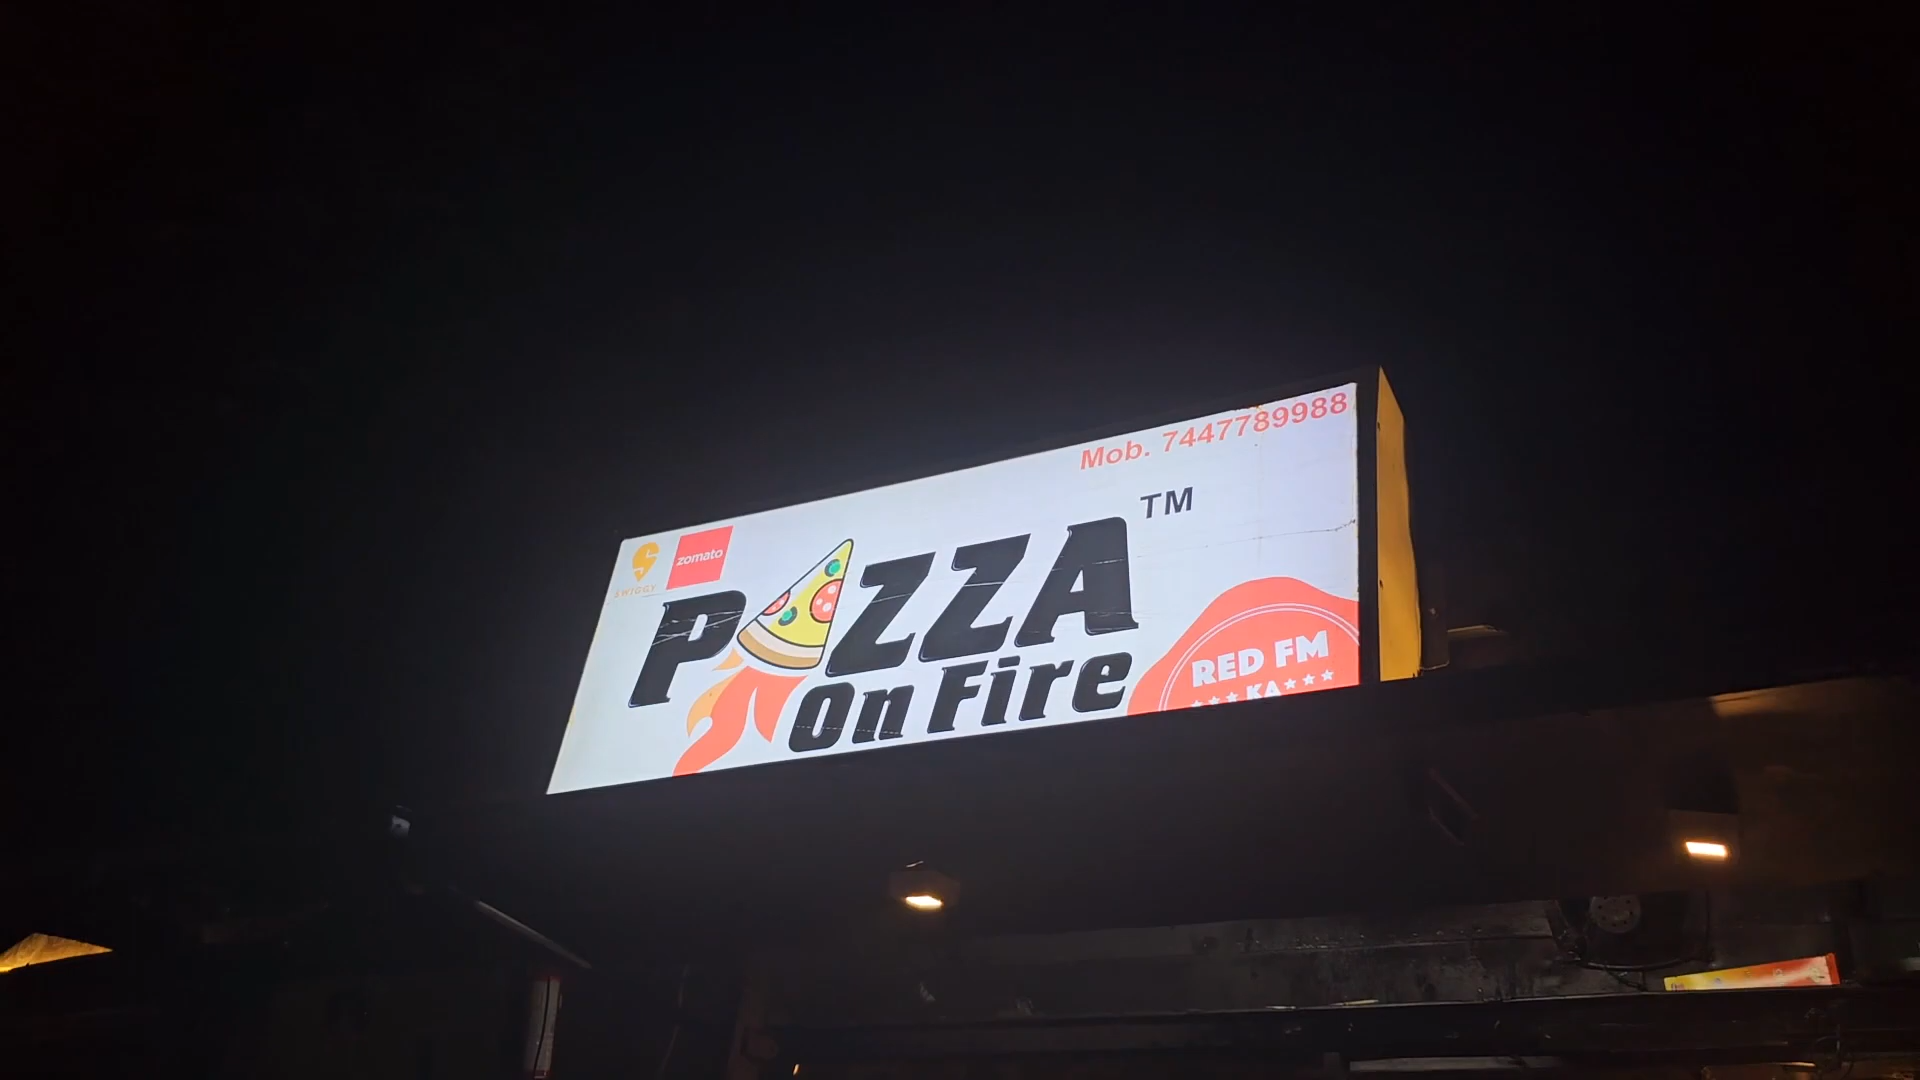 Mob. 7447789988
SWIGGY
zomato
PIZZA TM
On Fire
RED FM
KA